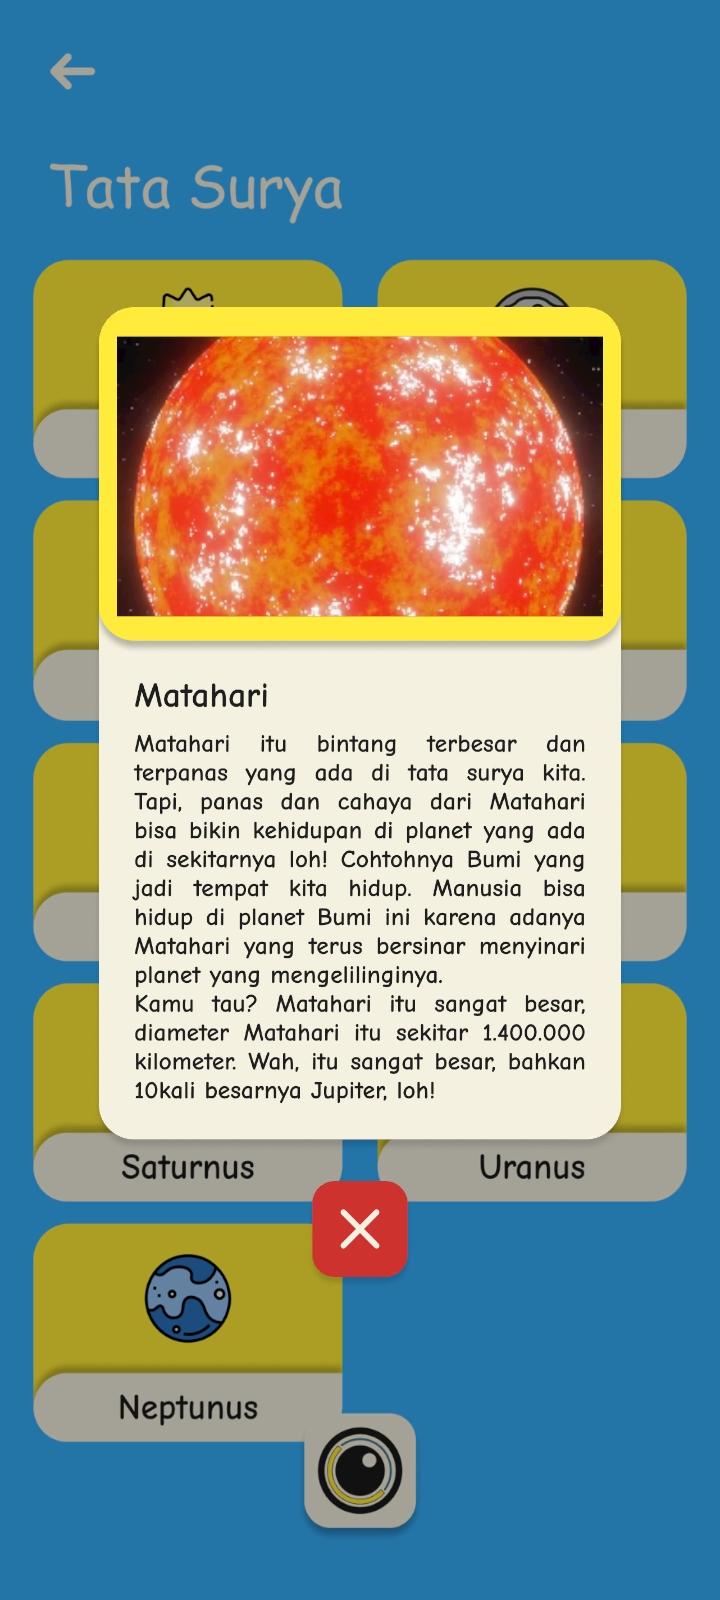 Tata Surya
Matahari
Matahari itu bintang terbesar dan
terpanas yang ada di tata surya kita.
Tapi, panas dan cahaya dari Matahari
bisa bikin kehidupan di planet yang ada
di sekitarnya loh! Cohtohnya Bumi yang
jadi tempat kita hidup. Manusia bisa
hidup di planet Bumi ini karena adanya
Matahari yang terus bersinar menyinari
planet yang mengelilinginya.
Kamu tau? Matahari itu sangat besar,
diameter Matahari itu sekitar 1.400.000
kilometer. Wah, itu sangat besar, bahkan
10kali besarnya Jupiter, loh!
Saturnus
Uranus
Neptunus